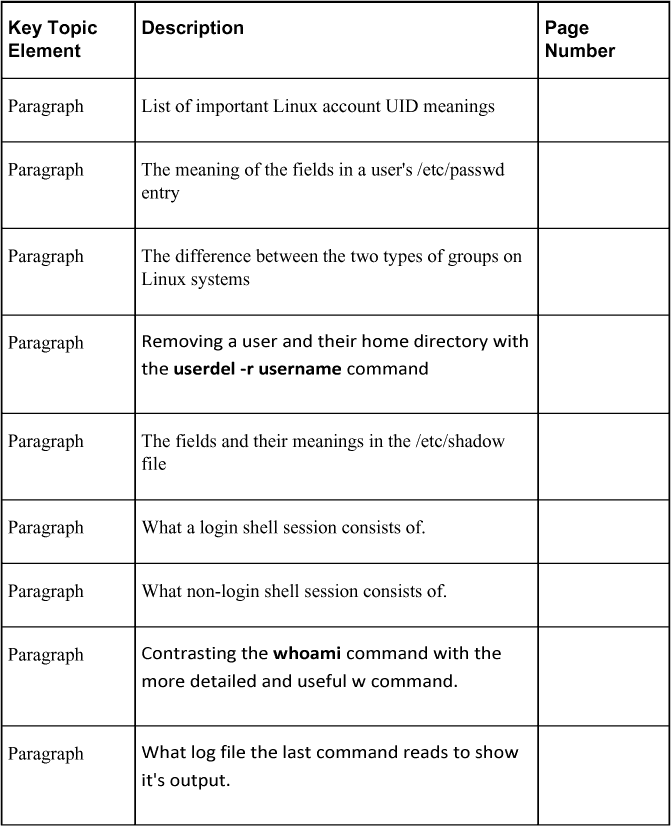 Key Topic Element
Description
Page Number
Paragraph
List of important Linux account UID meanings
Paragraph
The meaning of the fields in a user's /etc/passwd
entry
Paragraph
The difference between the two types of groups on
Linux systems
Paragraph
Removing a user and their home directory with
the userdel -r username command
Paragraph
The fields and their meanings in the /etc/shadow
file
Paragraph
What a login shell session consists of.
Paragraph
What non-login shell session consists of.
Paragraph
Contrasting the whoami command with the
more detailed and useful w command.
Paragraph
What log file the last command reads to show
it's output.